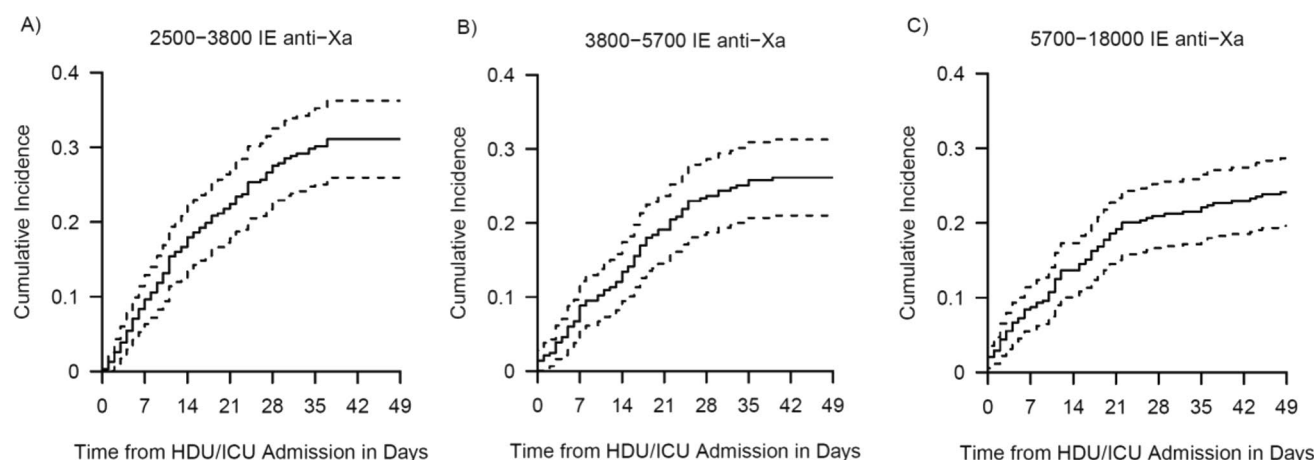 A)
2500−3800 IE anti−Xa
Cumulative Incidence
0.4
0.3
0.2
0.1
0
0 7 14 21 28 35 42 49
Time from HDU/ICU Admission in Days
B)
3800−5700 IE anti−Xa
Cumulative Incidence
0.4
0.3
0.2
0.1
0
0 7 14 21 28 35 42 49
Time from HDU/ICU Admission in Days
C)
5700−18000 IE anti−Xa
Cumulative Incidence
0.4
0.3
0.2
0.1
0
0 7 14 21 28 35 42 49
Time from HDU/ICU Admission in Days